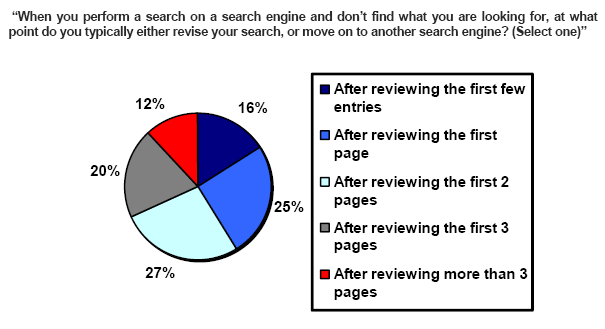 “When you perform a search on a search engine and don’t find what you are looking for, at what
point do you typically either revise your search, or move on to another search engine? (Select one)”
12%
16%
20%
25%
27%
After reviewing the first few
entries
After reviewing the first
page
After reviewing the first 2
pages
After reviewing the first 3
pages
After reviewing more than 3
pages